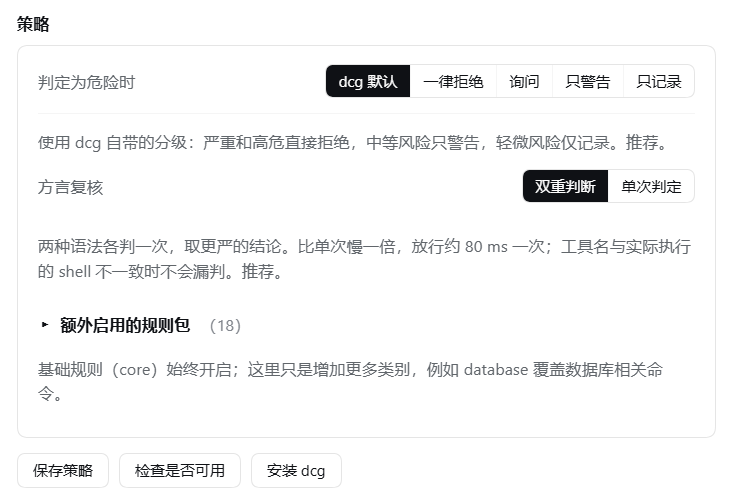 策略
判定为危险时
dcg 默认 一律拒绝 询问 只警告 只记录
使用 dcg 自带的分级：严重和高危直接拒绝，中等风险只警告，轻微风险仅记录。推荐。
方言复核
双重判断 单次判定
两种语法各判一次，取更严的结论。比单次慢一倍，放行约 80 ms 一次；工具名与实际执行
的 shell 不一致时不会漏判。推荐。
额外启用的规则包 （18）
基础规则（core）始终开启；这里只是增加更多类别，例如 database 覆盖数据库相关命
令。
保存策略 检查是否可用 安装 dcg